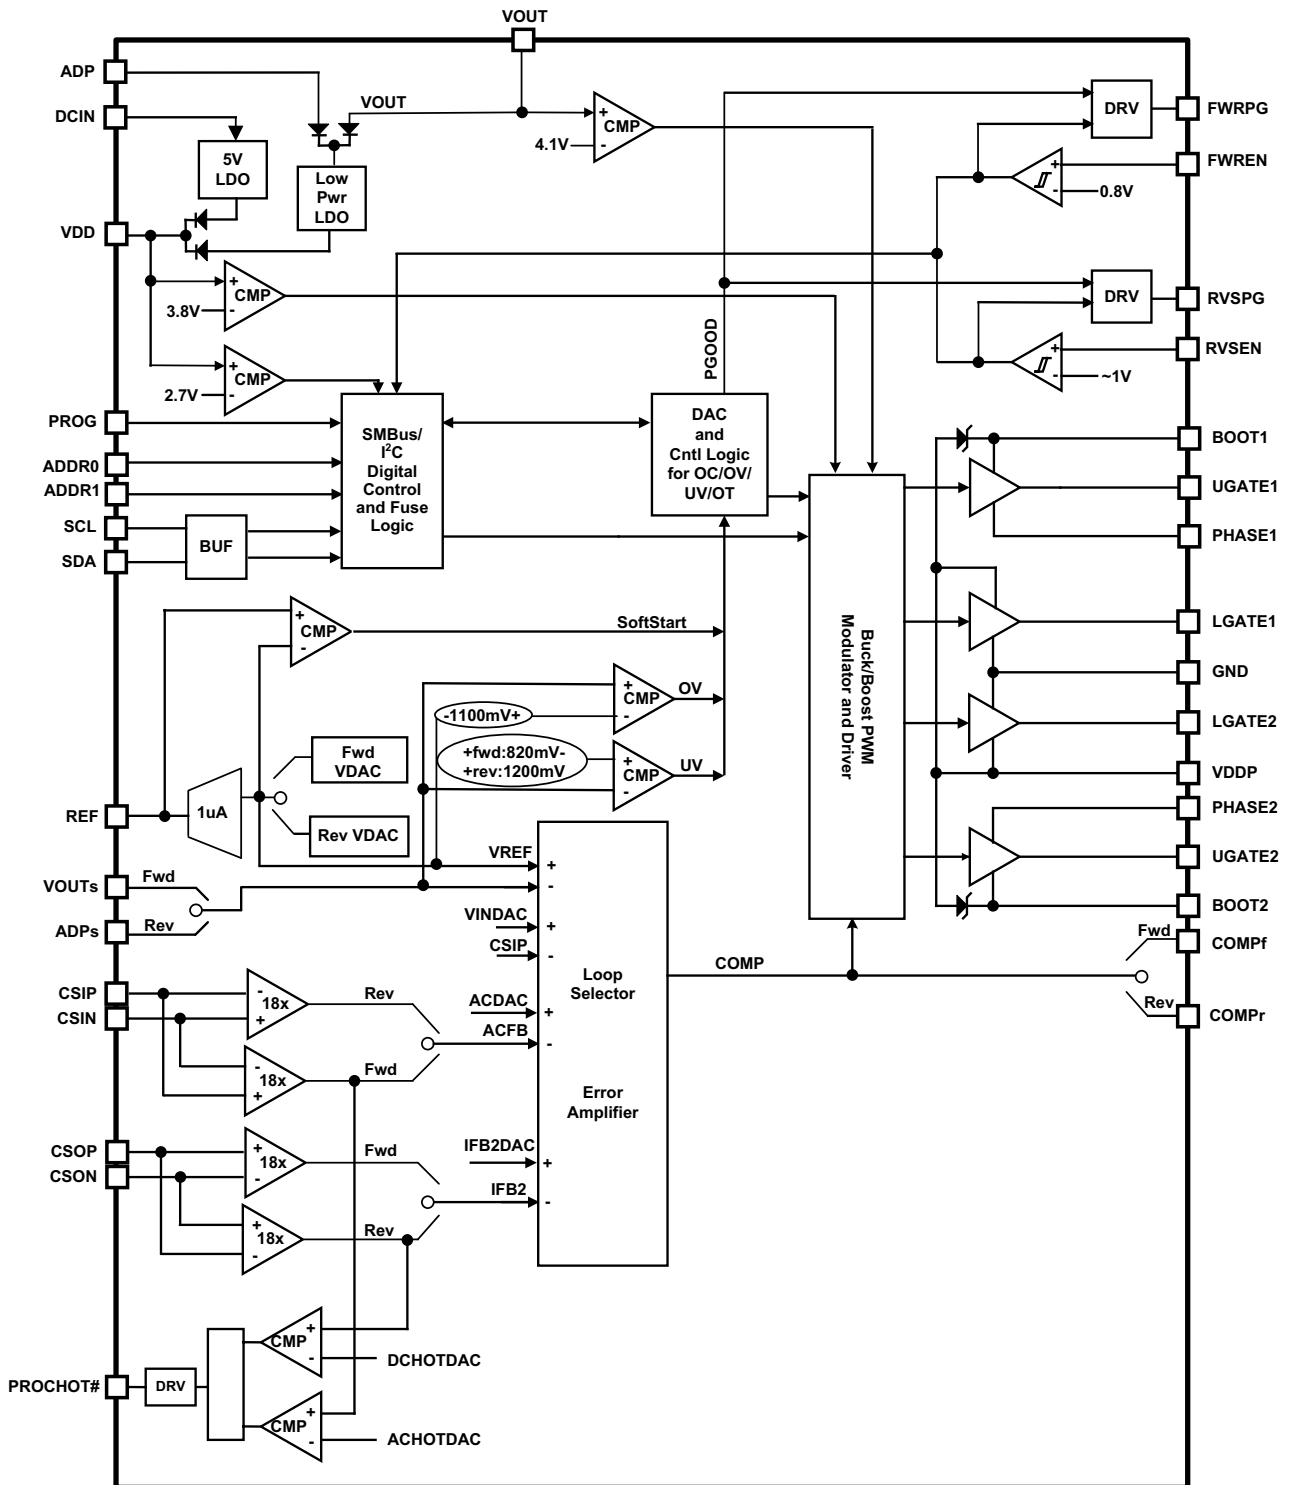 VOUT
ADP
DCIN
VDD
PROG
ADDR0
ADDR1
SCL
SDA
REF
VOUTs
ADPs
CSIP
CSIN
CSOP
CSON
PROCHOT#
5V
LDO
VOUT
Low
Pwr
LDO
+
CMP
4.1V
-
+
CMP
3.8V
-
+
CMP
2.7V
-
BUF
SMBus/
I²C
Digital
Control
and Fuse
Logic
PGOOD
DAC
and
Cntl Logic
for OC/OV/
UV/OT
DRV
+
-
0.8V
DRV
+
-
~1V
FWRPG
FWREN
RVSPG
RVSEN
BOOT1
UGATE1
PHASE1
LGATE1
GND
LGATE2
VDDP
PHASE2
UGATE2
BOOT2
COMPf
COMPr
Buck/Boost PWM
Modulator and Driver
+
CMP
-
SoftStart
+
CMP
-
OV
-1100mV+
+fwd:820mV-
+rev:1200mV
+
CMP
-
UV
Fwd
VDAC
1uA
Rev VDAC
Fwd
Rev
VREF
+
-
VINDAC
+
CSIP
-
ACDAC
+
ACFB
-
IFB2DAC
+
IFB2
-
Loop
Selector
Error
Amplifier
COMP
Fwd
Rev
-
18x
+
Rev
-
18x
+
Fwd
+
18x
-
Fwd
+
18x
-
Rev
+
CMP
-
DCHOTDAC
DRV
+
CMP
-
ACHOTDAC